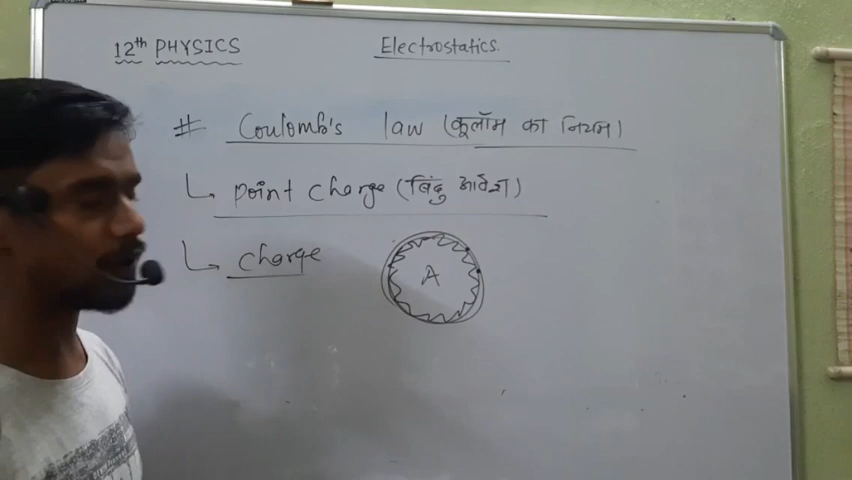 12th PHYSICS Electrostatics.
# Coulomb's law (कूलॉम का नियम)
point charge (बिंदु आवेश)
charge
A